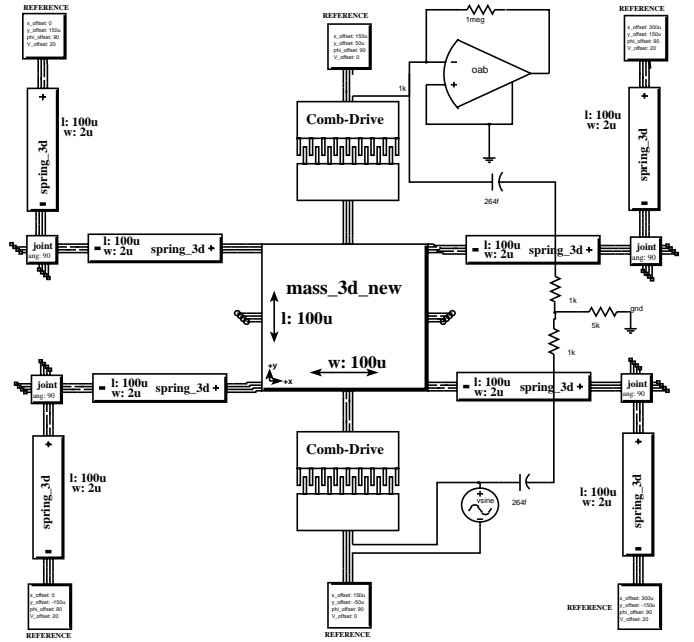 REFERENCE
x_offset: 0
y_offset: 150u
phi_offset: 90
V_offset: 20
REFERENCE
x_offset: 150u
y_offset: 50u
phi_offset: 90
V_offset: 0
1meg
oab
1k
REFERENCE
x_offset: 300u
y_offset: 150u
phi_offset: 90
V_offset: 20
+
spring_3d
-
l: 100u
w: 2u
Comb-Drive
l: 100u
w: 2u
+
spring_3d
-
264f
joint
ang: 90
- l: 100u
w: 2u
spring_3d +
- l: 100u
w: 2u
spring_3d +
joint
ang: 90
mass_3d_new
l: 100u
w: 100u
+y
+x
1k
gnd
5k
1k
joint
ang: 90
- l: 100u
w: 2u
spring_3d +
- l: 100u
w: 2u
spring_3d +
joint
ang: 90
+
spring_3d
-
l: 100u
w: 2u
Comb-Drive
+
vsine
-
264f
l: 100u
w: 2u
+
spring_3d
-
x_offset: 0
y_offset: -150u
phi_offset: 90
V_offset: 20
REFERENCE
x_offset: 150u
y_offset: -50u
phi_offset: 90
V_offset: 0
REFERENCE
REFERENCE
x_offset: 300u
y_offset: -150u
phi_offset: 90
V_offset: 20